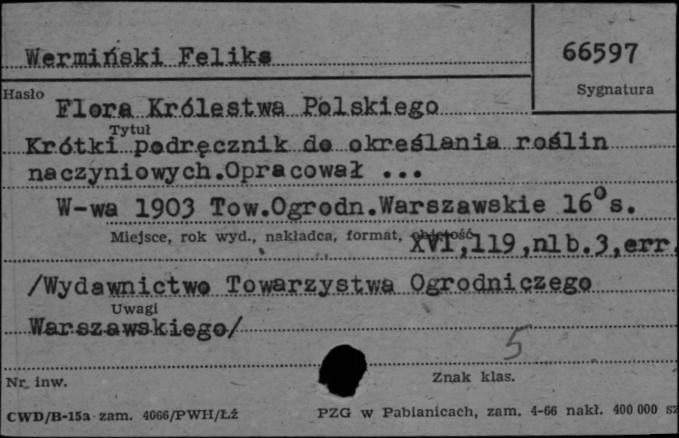 Wermiński Feliks
66597
Hasło
Sygnatura
Flora Królestwa Polskiego
Tytuł
Krótki podręcznik do określania roślin
naczyniowych.Opracował ...
W-wa 1903 Tow.Ogrodn.Warszawskie 16°s.
Miejsce, rok wyd., nakładca, format, objętość
XVI,119,nlb.3,err.
/Wydawnictwo Towarzystwa Ogrodniczego
Uwagi
Warszawskiego/
5
Nr inw.
Znak klas.
CWD/B-15a zam. 4066/PWH/Łź
PZG w Pabianicach, zam. 4-66 nakł. 400 000 sz